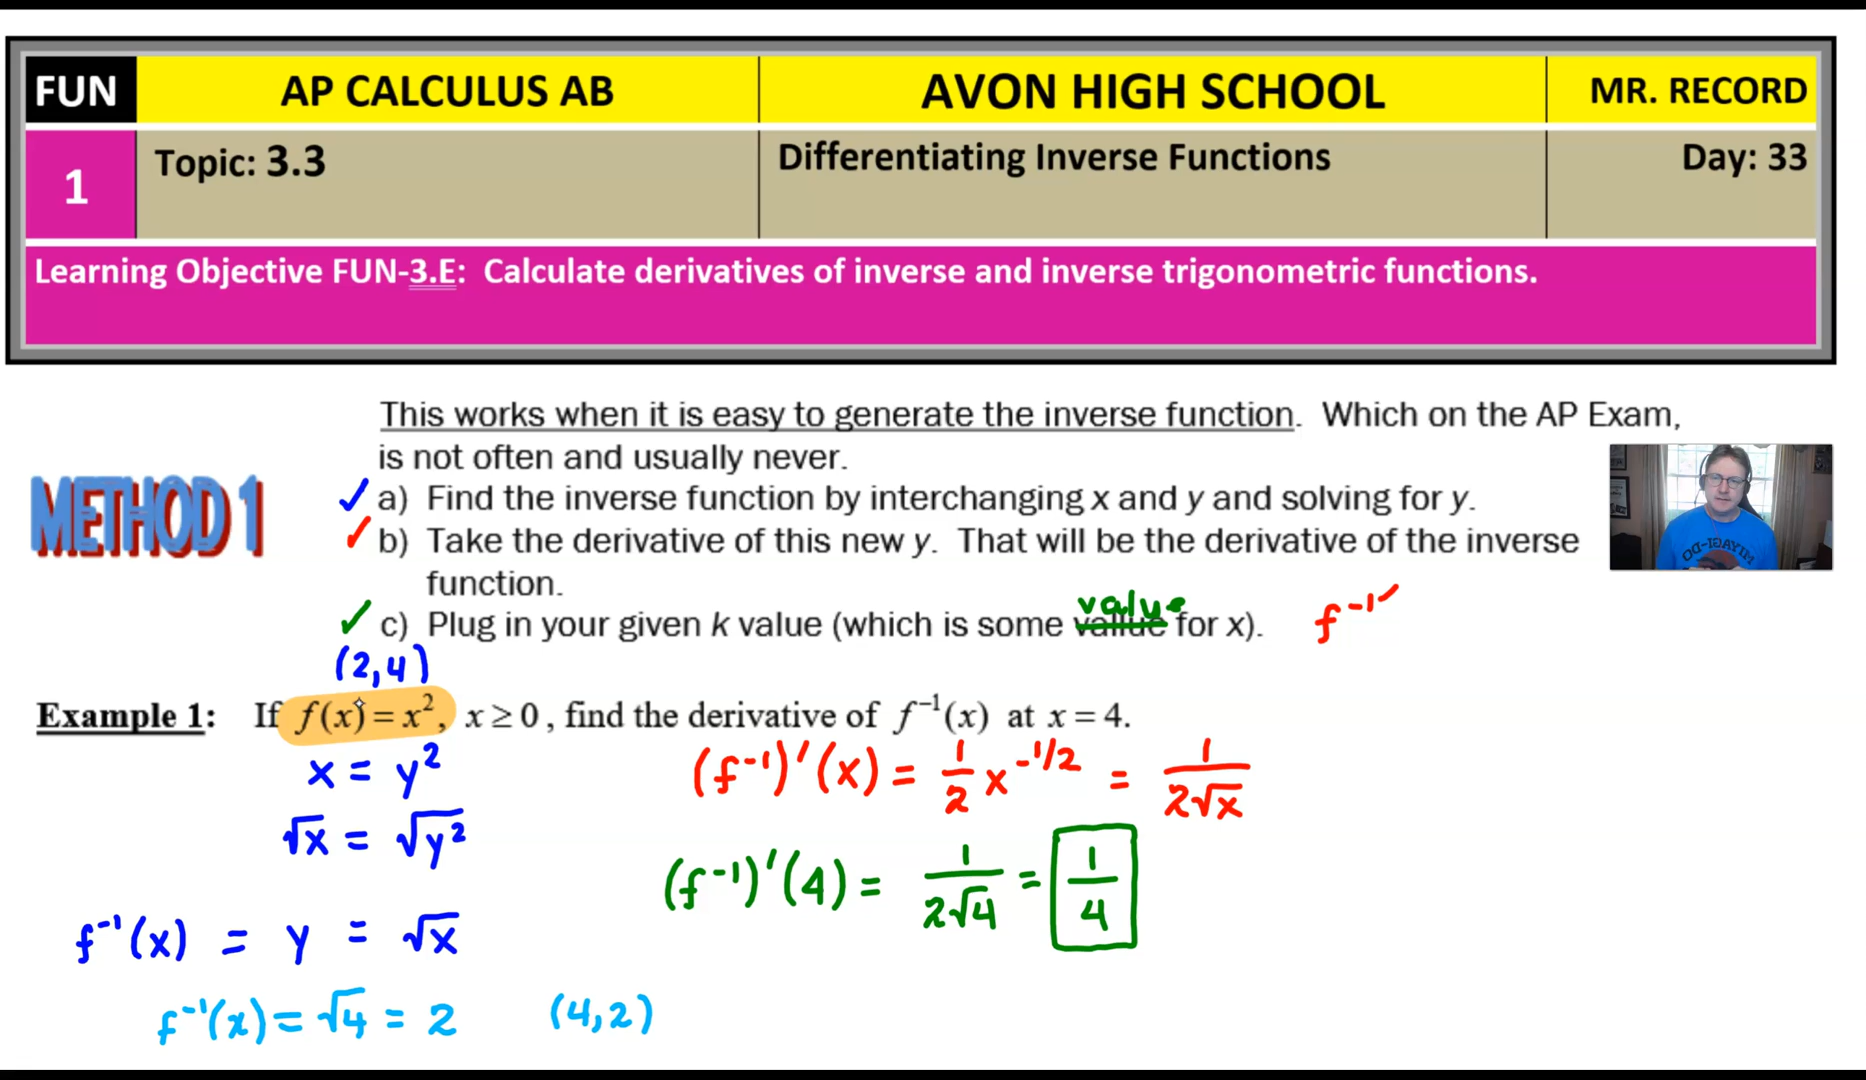 FUN AP CALCULUS AB AVON HIGH SCHOOL MR. RECORD
1 Topic: 3.3 Differentiating Inverse Functions Day: 33
Learning Objective FUN-3.E: Calculate derivatives of inverse and inverse trigonometric functions.
This works when it is easy to generate the inverse function. Which on the AP Exam,
is not often and usually never.
METHOD 1
✓ a) Find the inverse function by interchanging x and y and solving for y.
✓ b) Take the derivative of this new y. That will be the derivative of the inverse
function.
MIYAGI-DO
value
✓ c) Plug in your given k value (which is some vallue for x). f⁻¹′
(2,4)
Example 1: If f(x) = x², x ≥ 0, find the derivative of f⁻¹(x) at x = 4.
x = y²
(f⁻¹)′(x) = 1/2 x^(-1/2) = 1/(2√x)
√x = √y²
(f⁻¹)′(4) = 1/(2√4) = 1/4
f⁻¹(x) = y = √x
f⁻¹(x) = √4 = 2 (4,2)